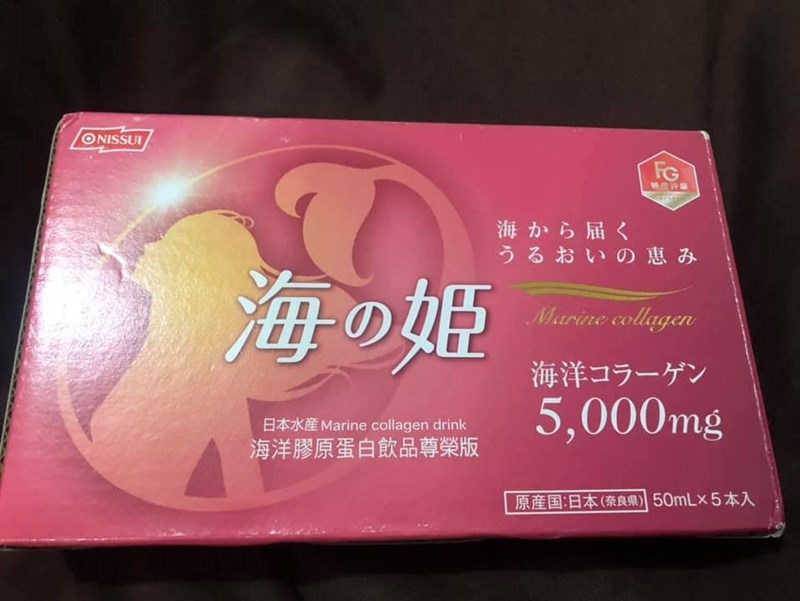 NISSUI
FG
海から届く
うるおいの恵み
海の姫
Marine collagen
海洋コラーゲン
5,000mg
日本水産 Marine collagen drink
海洋膠原蛋白飲品尊榮版
原産国:日本(奈良県) 50mL×5本入